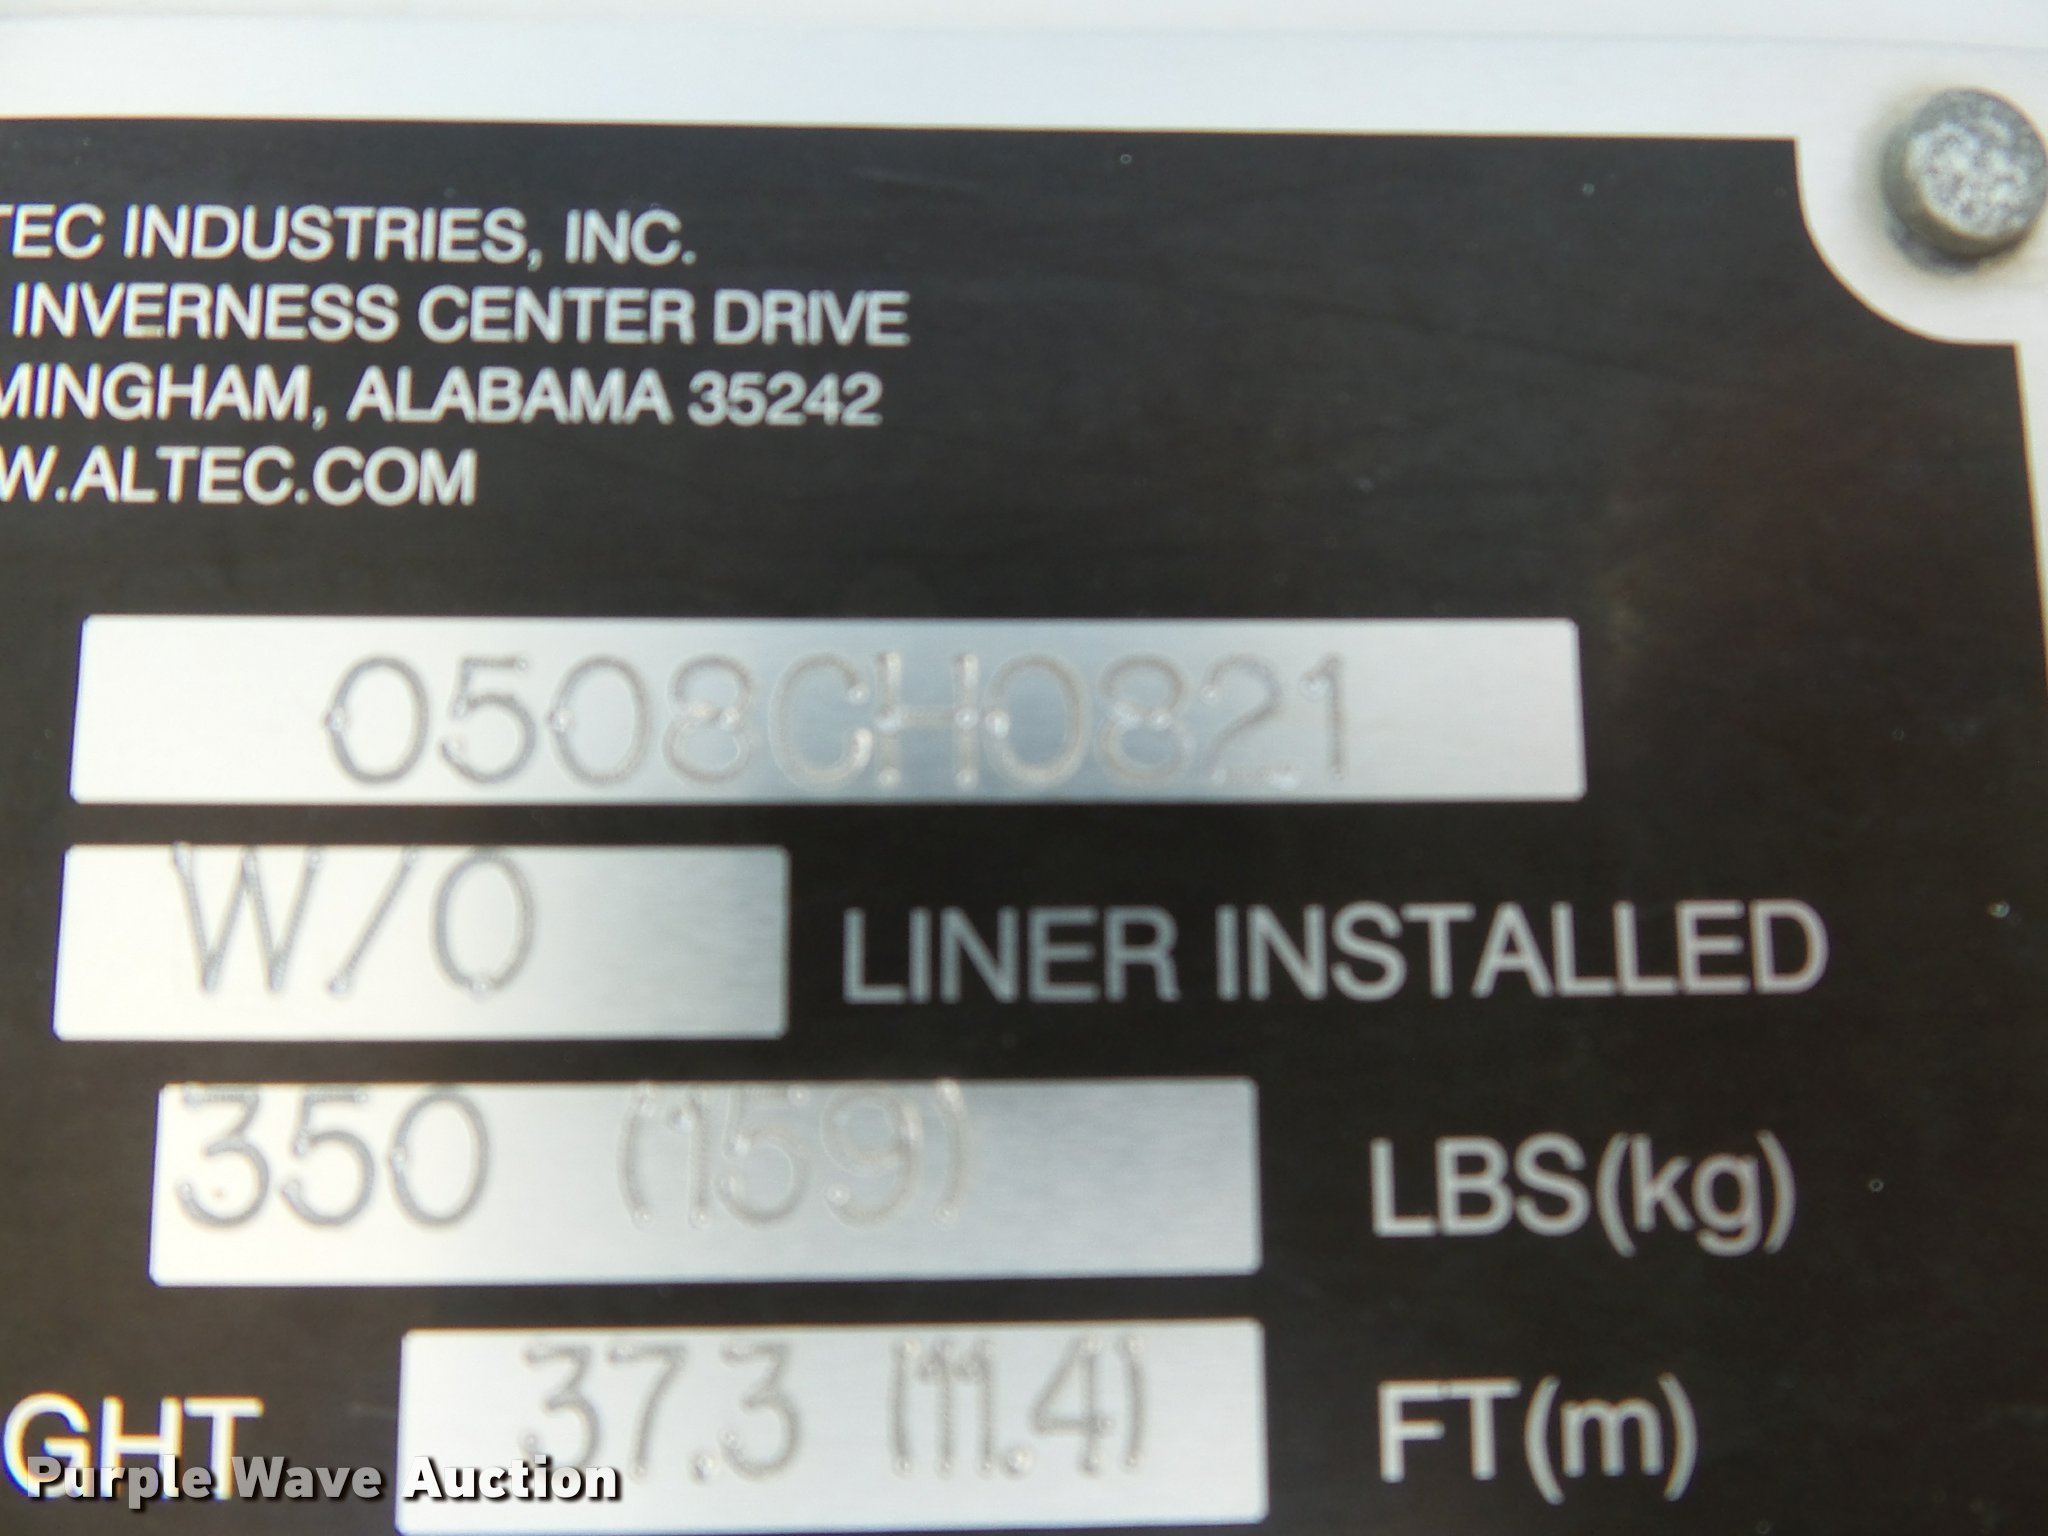 TEC INDUSTRIES, INC.
INVERNESS CENTER DRIVE
MINGHAM, ALABAMA 35242
W.ALTEC.COM
0508CH0821
W/O LINER INSTALLED
350 (159) LBS(kg)
GHT 37.3 (11.4) FT(m)
Purple Wave Auction